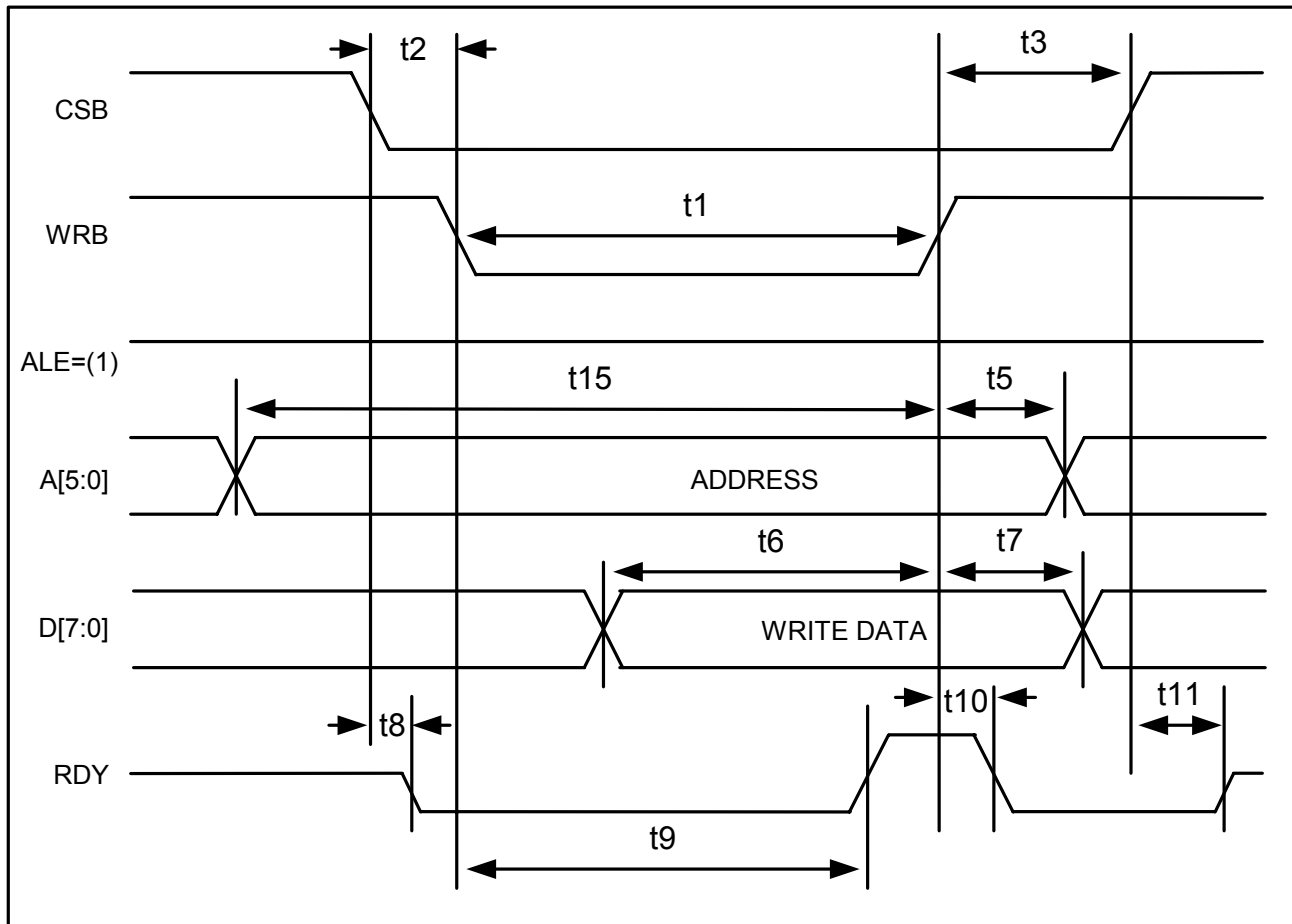 t2
t3
CSB
t1
WRB
ALE=(1)
t15
t5
A[5:0]
ADDRESS
t6
t7
D[7:0]
WRITE DATA
t8
t10
t11
RDY
t9